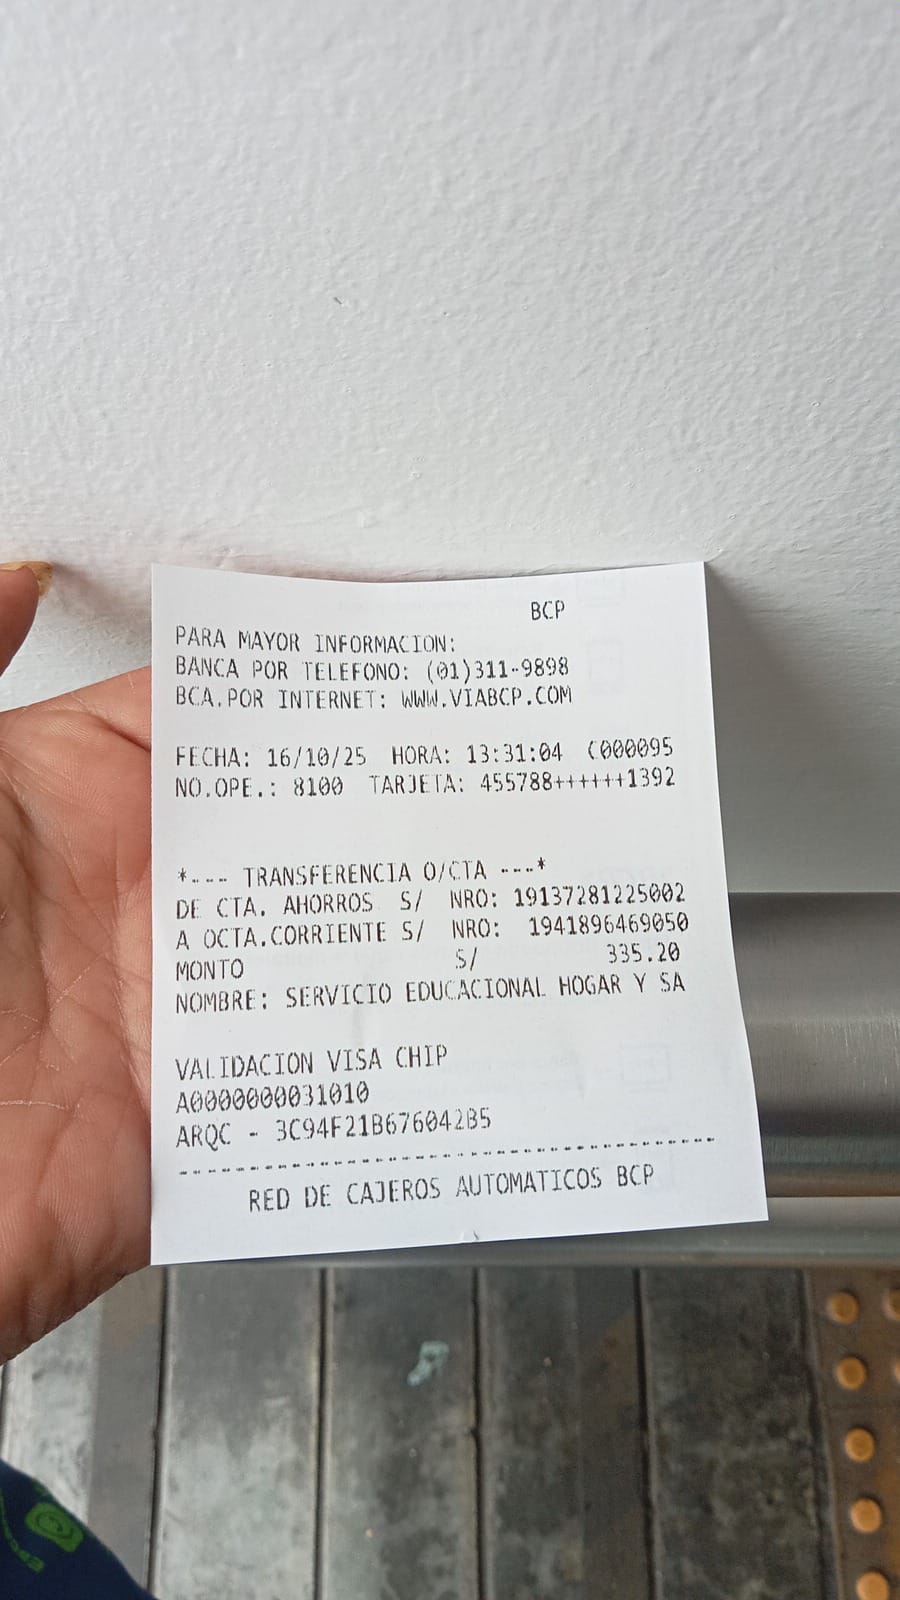 BCP
PARA MAYOR INFORMACION:
BANCA POR TELEFONO: (01)311-9898
BCA.POR INTERNET: WWW.VIABCP.COM
FECHA: 16/10/25 HORA: 13:31:04 C000095
NO.OPE.: 8100 TARJETA: 455788++++++1392
*--- TRANSFERENCIA O/CTA ---*
DE CTA. AHORROS S/ NRO: 19137281225002
A OCTA.CORRIENTE S/ NRO: 1941896469050
MONTO S/ 335.20
NOMBRE: SERVICIO EDUCACIONAL HOGAR Y SA
VALIDACION VISA CHIP
A0000000031010
ARQC - 3C94F21B676042B5
----------------------------------------
RED DE CAJEROS AUTOMATICOS BCP